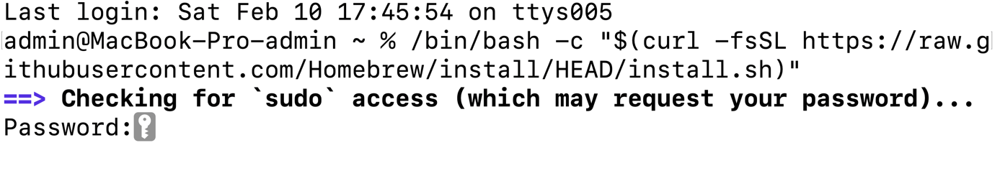 Last login: Sat Feb 10 17:45:54 on ttys005
admin@MacBook-Pro-admin ~ % /bin/bash -c "$(curl -fsSL https://raw.g
ithubusercontent.com/Homebrew/install/HEAD/install.sh)"
==> Checking for `sudo` access (which may request your password)...
Password: